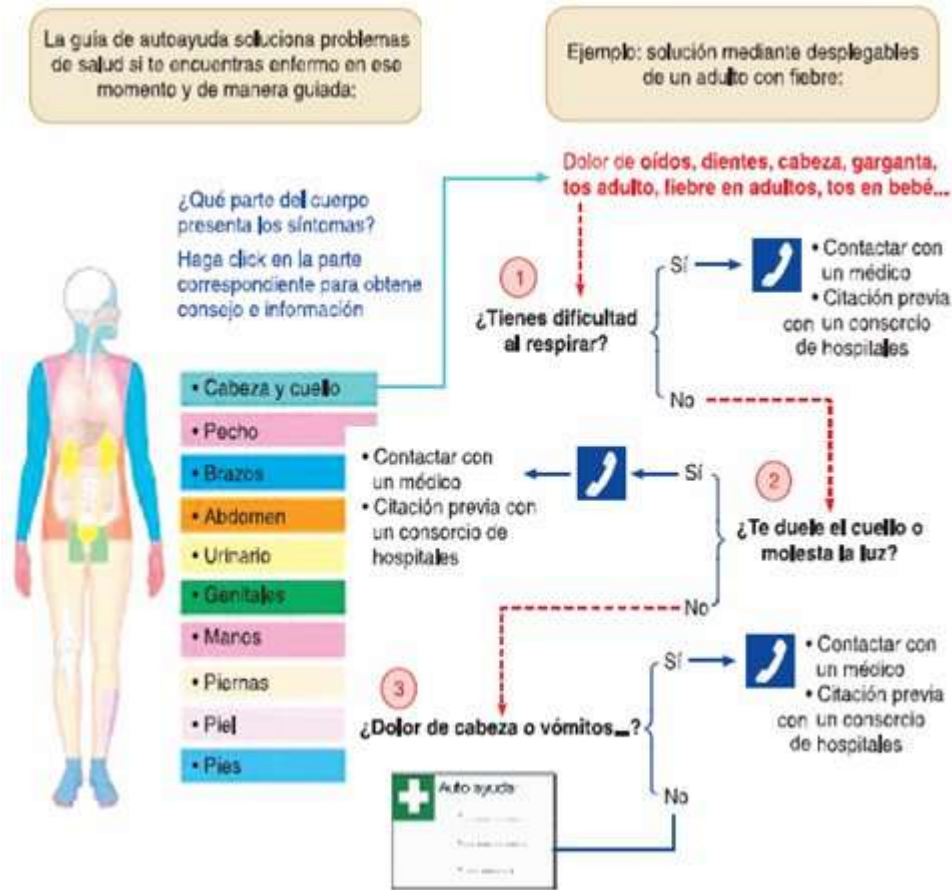 La guía de autoayuda soluciona problemas
de salud si te encuentras enfermo en ese
momento y de manera guiada:
Ejemplo: solución mediante desplegables
de un adulto con fiebre:
¿Qué parte del cuerpo
presenta los síntomas?
Haga click en la parte
correspondiente para obtene
consejo e información
• Cabeza y cuello
• Pecho
• Brazos
• Abdomen
• Urinario
• Genitales
• Manos
• Piernas
• Piel
• Pies
Dolor de oídos, dientes, cabeza, garganta,
tos adulto, fiebre en adultos, tos en bebé...
1
¿Tienes dificultad
al respirar?
Sí
• Contactar con
un médico
• Citación previa
con un consorcio
de hospitales
No
2
¿Te duele el cuello o
molesta la luz?
Sí
• Contactar con
un médico
• Citación previa con
un consorcio de
hospitales
No
3
¿Dolor de cabeza o vómitos...?
Sí
• Contactar con
un médico
• Citación previa
con un consorcio
de hospitales
No
Auto ayuda